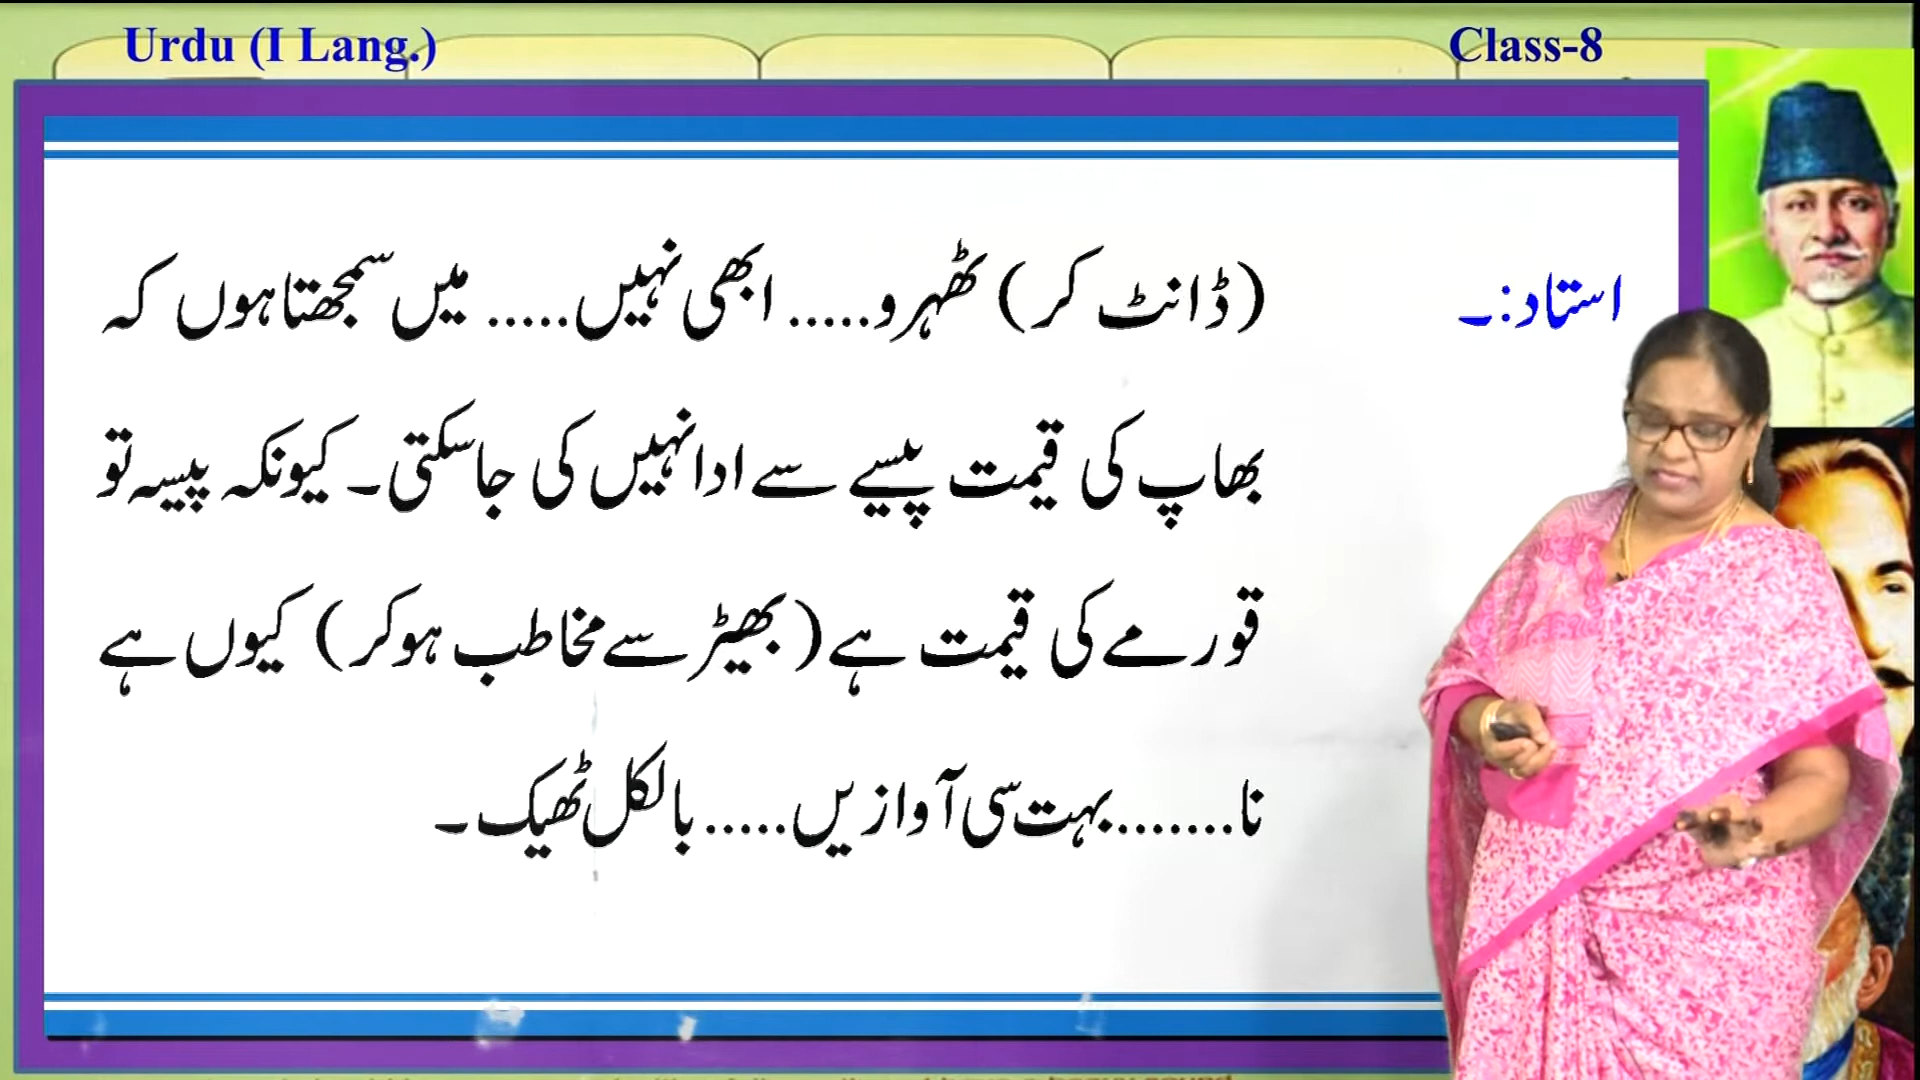 Urdu (I Lang.)
Class-8
استاد:۔ (ڈانٹ کر) ٹھہرو..... ابھی نہیں..... میں سمجھتا ہوں کہ
بھاپ کی قیمت پیسے سے ادا نہیں کی جاسکتی۔ کیونکہ پیسہ تو
قورمے کی قیمت ہے (بھیڑ سے مخاطب ہوکر) کیوں ہے
نا.......بہت سی آوازیں.....بالکل ٹھیک۔